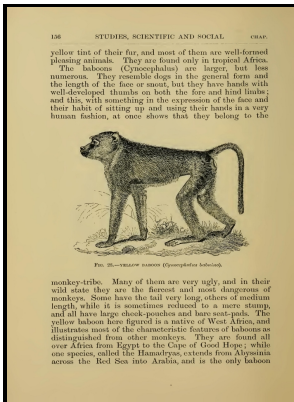 156 STUDIES, SCIENTIFIC AND SOCIAL CHAP.
yellow tint of their fur, and most of them are well-formed
pleasing animals. They are found only in tropical Africa.
The baboons (Cynocephalus) are larger, but less
numerous. They resemble dogs in the general form and
the length of the face or snout, but they have hands with
well-developed thumbs on both the fore and hind limbs;
and this, with something in the expression of the face and
their habit of sitting up and using their hands in a very
human fashion, at once shows that they belong to the
FIG. 29.—YELLOW BABOON (Cynocephalus babuina).
monkey-tribe. Many of them are very ugly, and in their
wild state they are the fiercest and most dangerous of
monkeys. Some have the tail very long, others of medium
length, while it is sometimes reduced to a mere stump,
and all have large cheek-pouches and bare seat-pads. The
yellow baboon here figured is a native of West Africa, and
illustrates most of the characteristic features of baboons as
distinguished from other monkeys. They are found all
over Africa from Egypt to the Cape of Good Hope; while
one species, called the Hamadryas, extends from Abyssinia
across the Red Sea into Arabia, and is the only baboon